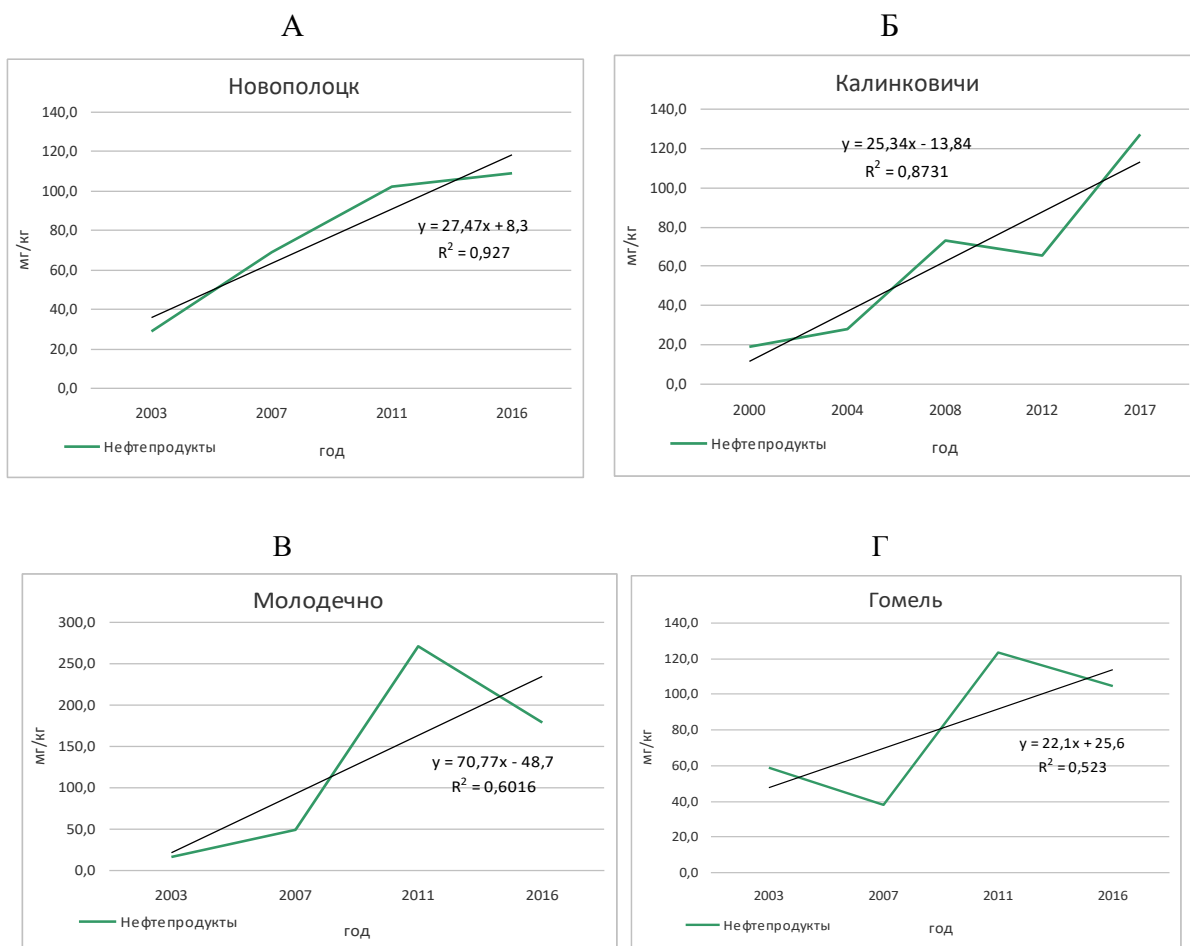 А
Новополоцк
140,0
120,0
100,0
80,0
60,0
40,0
20,0
0,0
мг/кг
y = 27,47x + 8,3
R² = 0,927
2003 2007 2011 2016
Нефтепродукты
год
Б
Калинковичи
140,0
120,0
100,0
80,0
60,0
40,0
20,0
0,0
мг/кг
y = 25,34x - 13,84
R² = 0,8731
2000 2004 2008 2012 2017
Нефтепродукты
год
В
Молодечно
300,0
250,0
200,0
150,0
100,0
50,0
0,0
мг/кг
y = 70,77x - 48,7
R² = 0,6016
2003 2007 2011 2016
Нефтепродукты
год
Г
Гомель
140,0
120,0
100,0
80,0
60,0
40,0
20,0
0,0
мг/кг
y = 22,1x + 25,6
R² = 0,523
2003 2007 2011 2016
Нефтепродукты
год